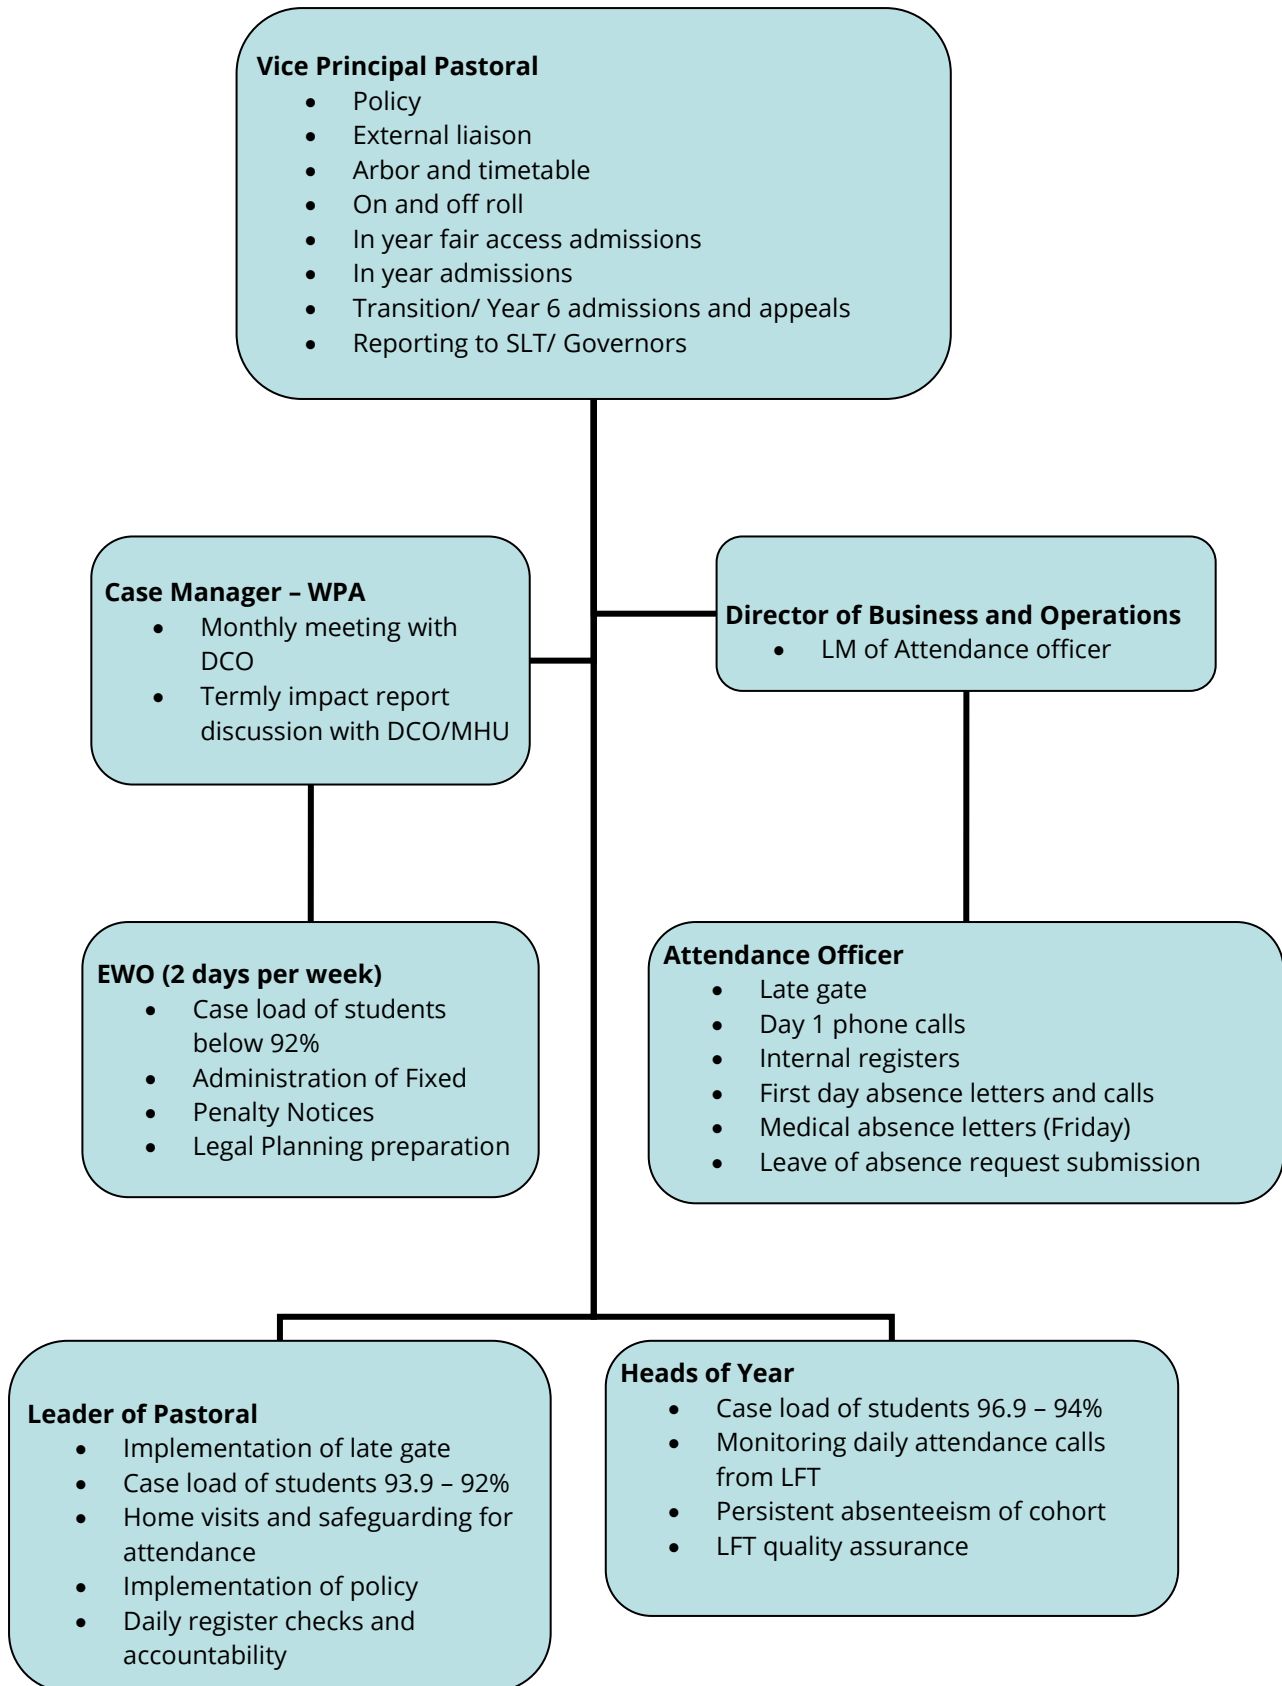 Vice Principal Pastoral
• Policy
• External liaison
• Arbor and timetable
• On and off roll
• In year fair access admissions
• In year admissions
• Transition/ Year 6 admissions and appeals
• Reporting to SLT/ Governors
Case Manager – WPA
• Monthly meeting with
DCO
• Termly impact report
discussion with DCO/MHU
Director of Business and Operations
• LM of Attendance officer
EWO (2 days per week)
• Case load of students
below 92%
• Administration of Fixed
• Penalty Notices
• Legal Planning preparation
Attendance Officer
• Late gate
• Day 1 phone calls
• Internal registers
• First day absence letters and calls
• Medical absence letters (Friday)
• Leave of absence request submission
Leader of Pastoral
• Implementation of late gate
• Case load of students 93.9 – 92%
• Home visits and safeguarding for
attendance
• Implementation of policy
• Daily register checks and
accountability
Heads of Year
• Case load of students 96.9 – 94%
• Monitoring daily attendance calls
from LFT
• Persistent absenteeism of cohort
• LFT quality assurance